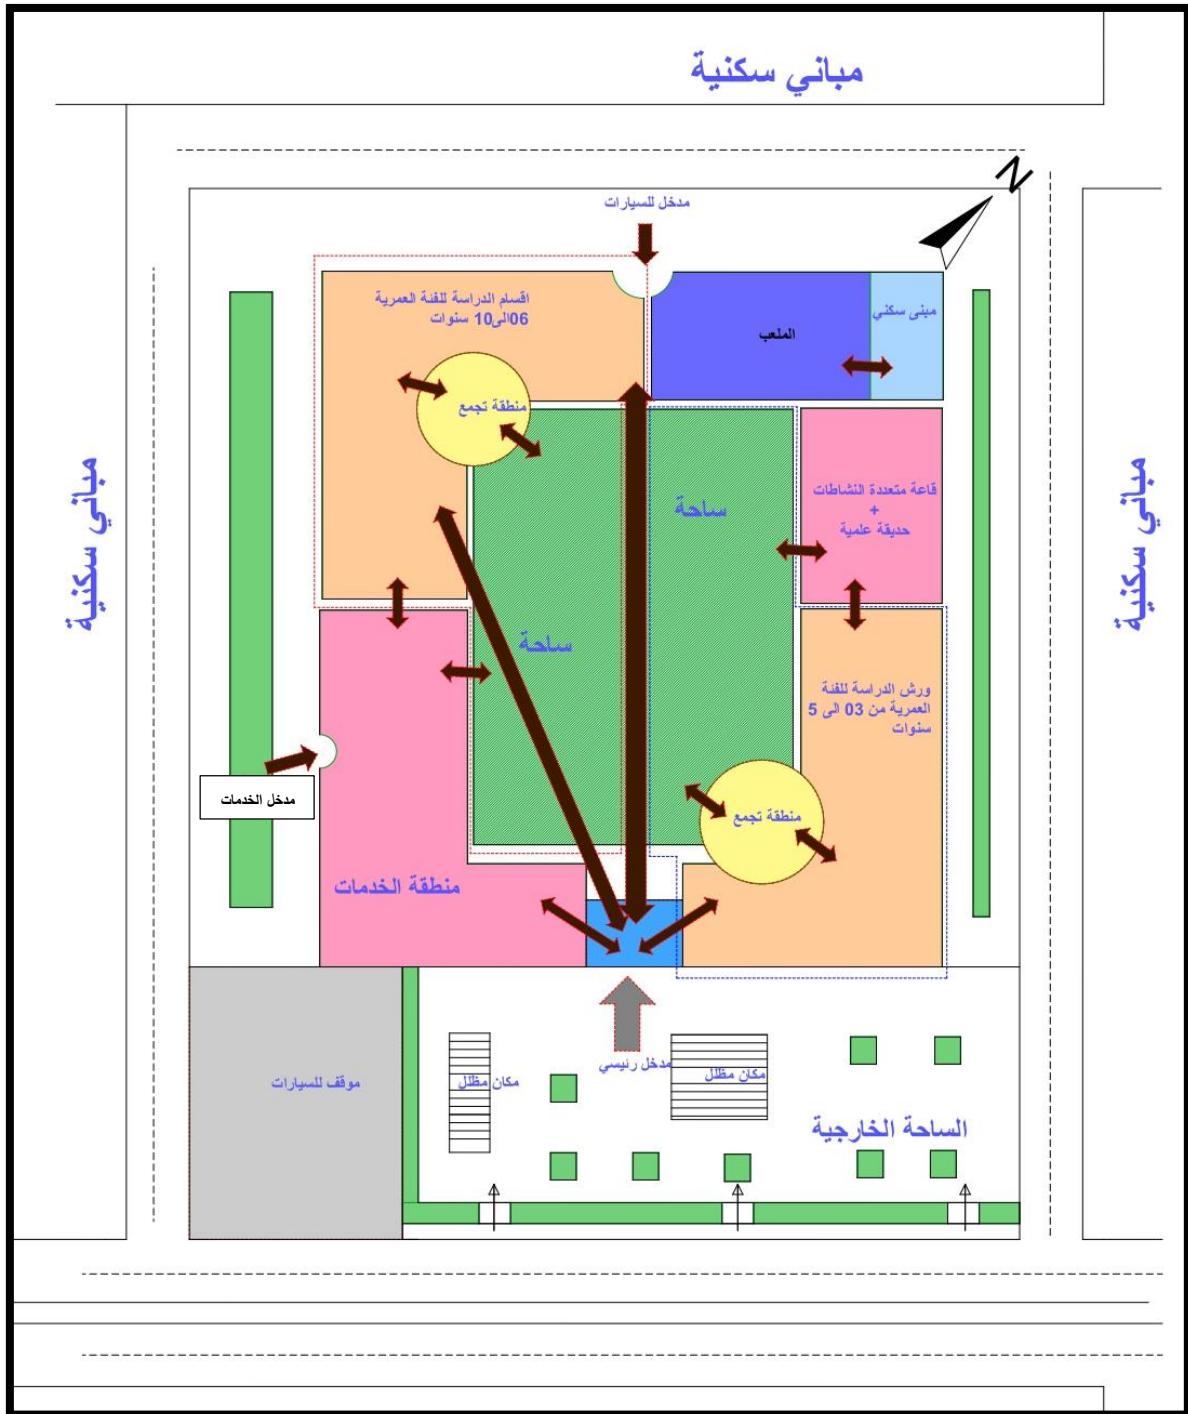 مباني سكنية
N
مدخل للسيارات
اقسام الدراسة للفئة العمرية
06الى10 سنوات
الملعب
مبنى سكني
منطقة تجمع
مباني سكنية
ساحة
قاعة متعددة النشاطات
+
حديقة علمية
مباني سكنية
ساحة
ورش الدراسة للفئة
العمرية من 03 الى 5
سنوات
مدخل الخدمات
منطقة تجمع
منطقة الخدمات
مدخل رئيسي
موقف للسيارات
مكان مظلل
مكان مظلل
الساحة الخارجية